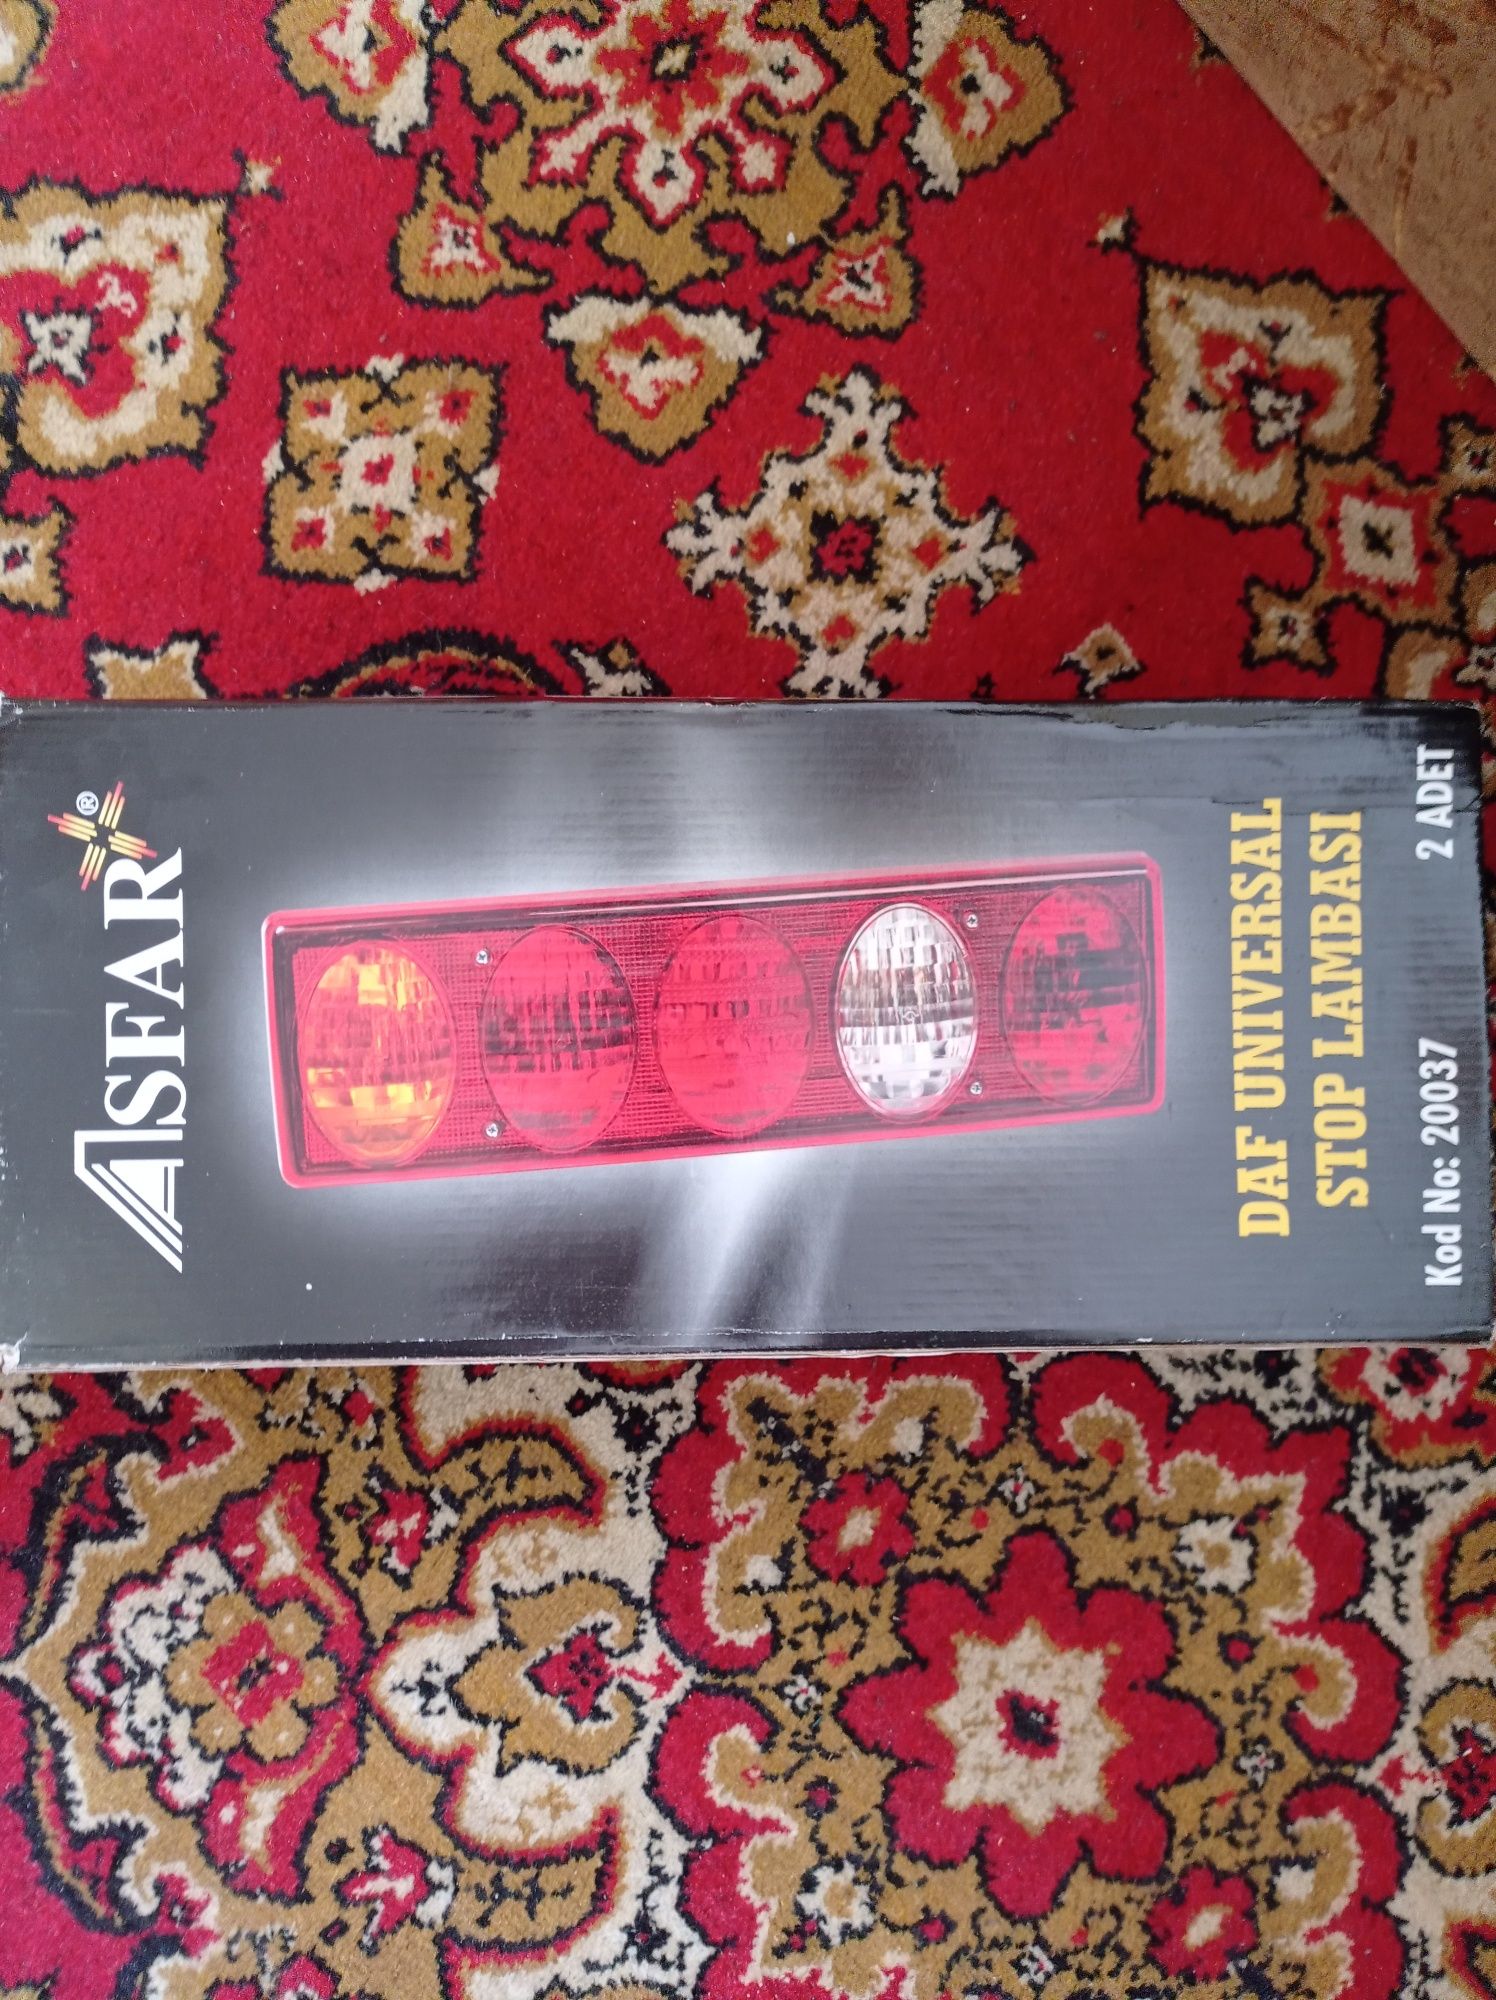 ASFAR®
DAF UNIVERSAL
STOP LAMBASI
Kod No: 20037 2 ADET